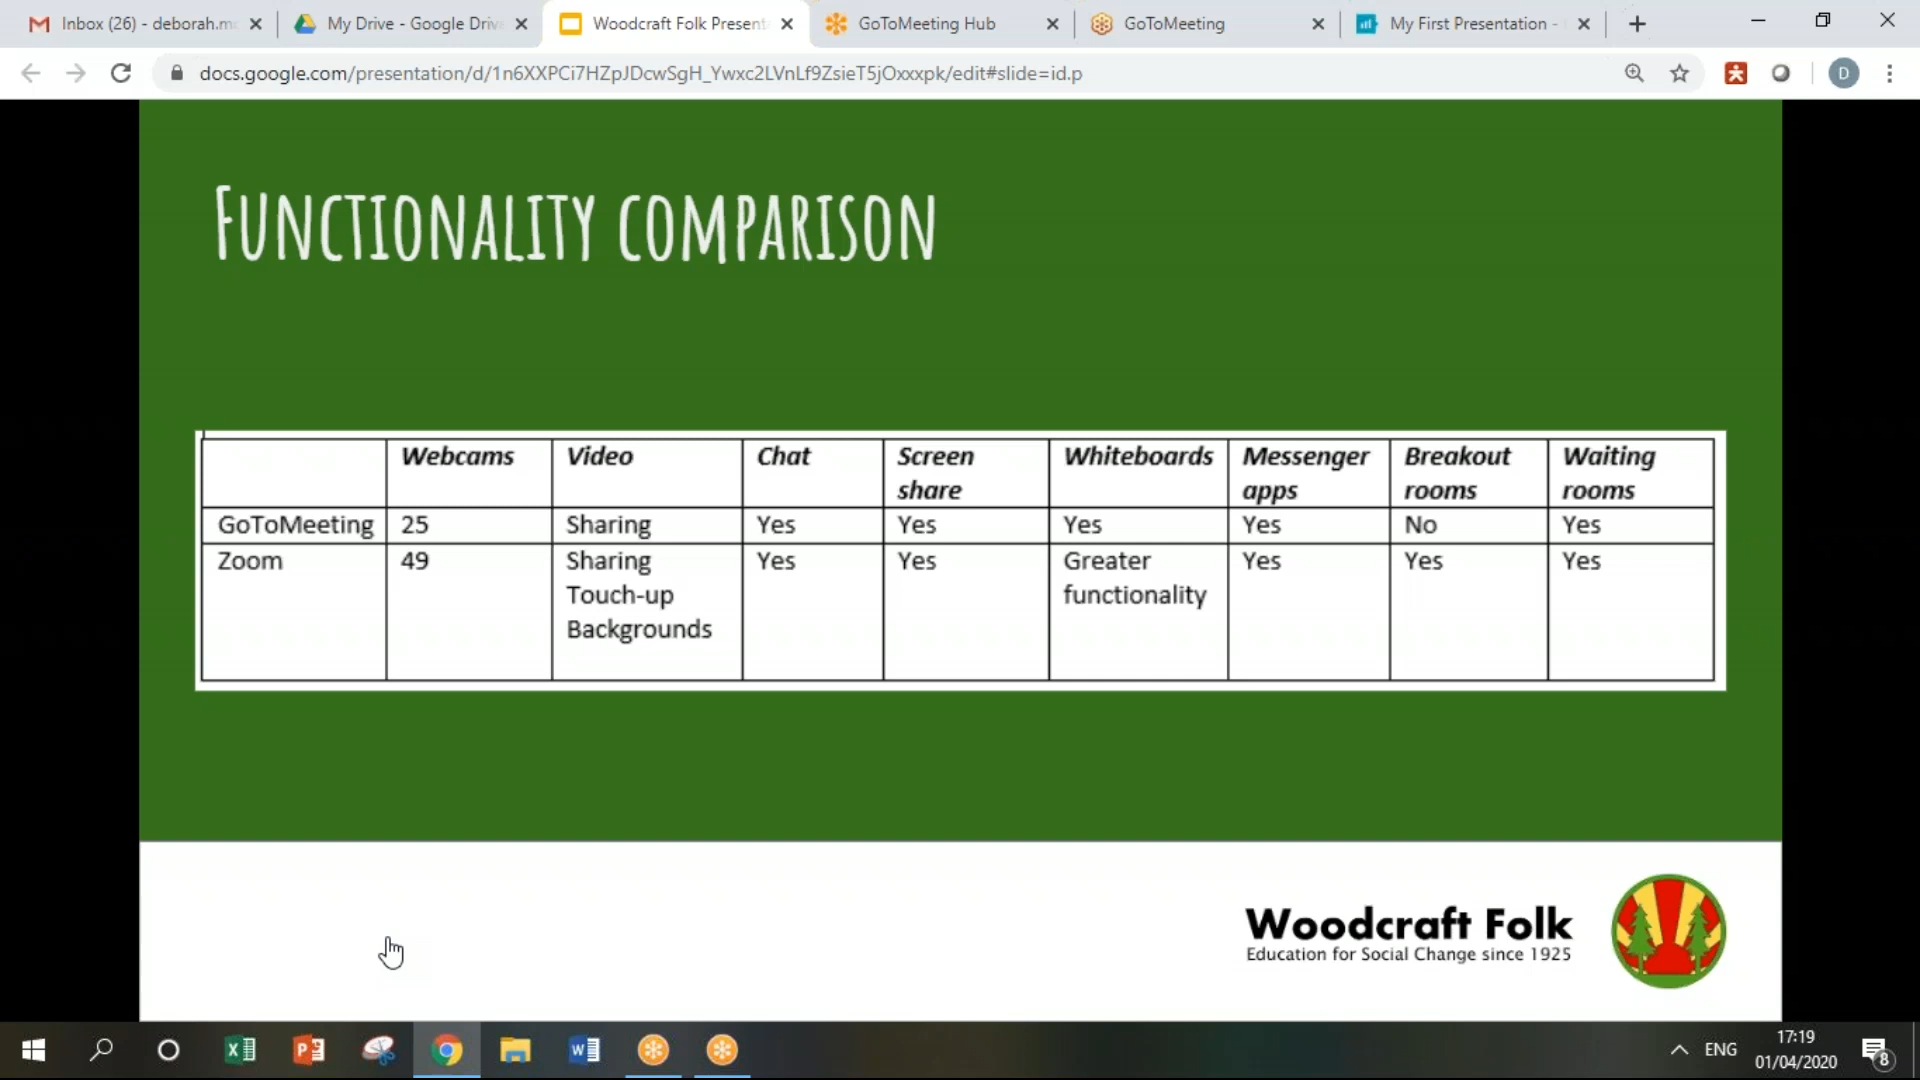 Inbox (26) - deborah.m
My Drive - Google Driv
Woodcraft Folk Present
GoToMeeting Hub
GoToMeeting
My First Presentation -
docs.google.com/presentation/d/1n6XXPCi7HZpJDcwSgH_Ywxc2LVnLf9ZsieT5jOxxxpk/edit#slide=id.p
D
Functionality comparison
Webcams Video Chat Screen share Whiteboards Messenger apps Breakout rooms Waiting rooms
GoToMeeting 25 Sharing Yes Yes Yes Yes No Yes
Zoom 49 Sharing Yes Yes Greater Yes Yes Yes
Touch-up functionality
Backgrounds
Woodcraft Folk
Education for Social Change since 1925
ENG
17:19
01/04/2020
8